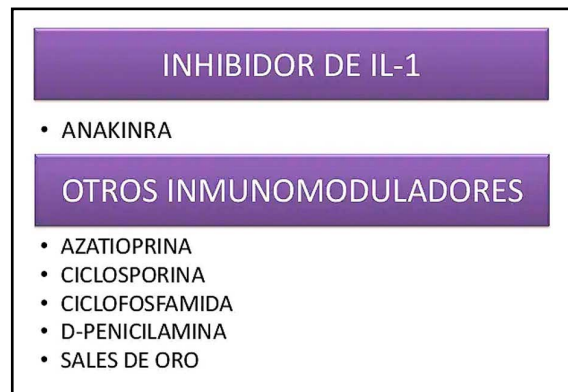 INHIBIDOR DE IL-1
• ANAKINRA
OTROS INMUNOMODULADORES
• AZATIOPRINA
• CICLOSPORINA
• CICLOFOSFAMIDA
• D-PENICILAMINA
• SALES DE ORO